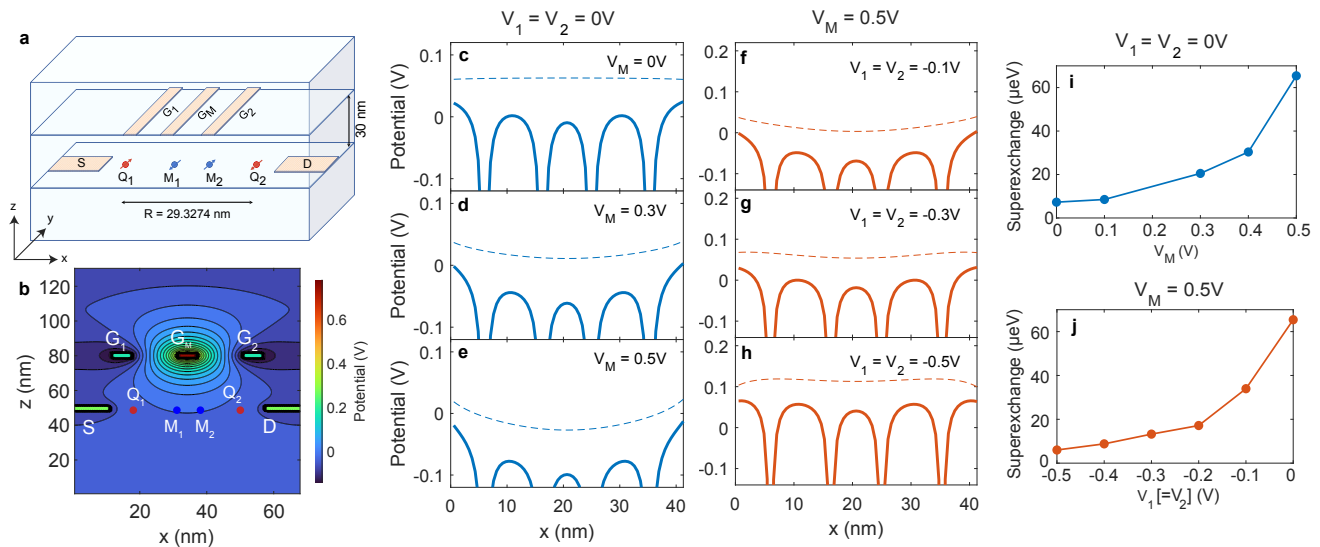 a
G1
GM
G2
30 nm
S
Q1
M1
M2
Q2
D
R = 29.3274 nm
z
y
x
b
120
100
80
60
40
20
z (nm)
G1
GM
G2
Q1
Q2
S
M1
M2
D
20
40
60
x (nm)
0.6
0.4
0.2
0
Potential (V)
V1 = V2 = 0V
c
VM = 0V
0.1
0
-0.1
Potential (V)
d
VM = 0.3V
0.1
0
-0.1
Potential (V)
e
VM = 0.5V
0.1
0
-0.1
Potential (V)
0
10
20
30
40
x (nm)
VM = 0.5V
f
V1 = V2 = -0.1V
0.2
0.1
0
-0.1
g
V1 = V2 = -0.3V
0.2
0.1
0
-0.1
h
V1 = V2 = -0.5V
0.2
0.1
0
-0.1
0
10
20
30
40
x (nm)
V1 = V2 = 0V
i
60
40
20
0
Superexchange (µeV)
0
0.1
0.2
0.3
0.4
0.5
VM (V)
VM = 0.5V
j
60
40
20
0
Superexchange (µeV)
-0.5
-0.4
-0.3
-0.2
-0.1
0
V1 [=V2] (V)